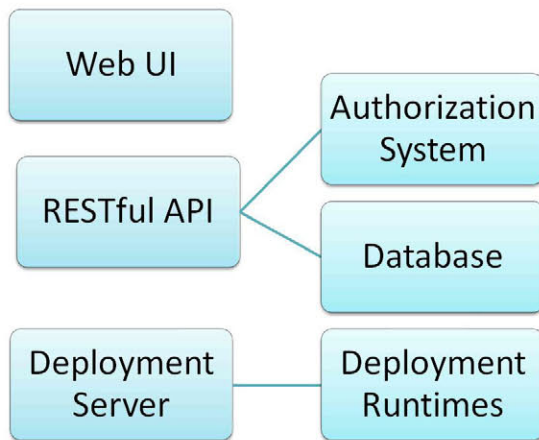 Web UI
Authorization
System
RESTful API
Database
Deployment
Server
Deployment
Runtimes